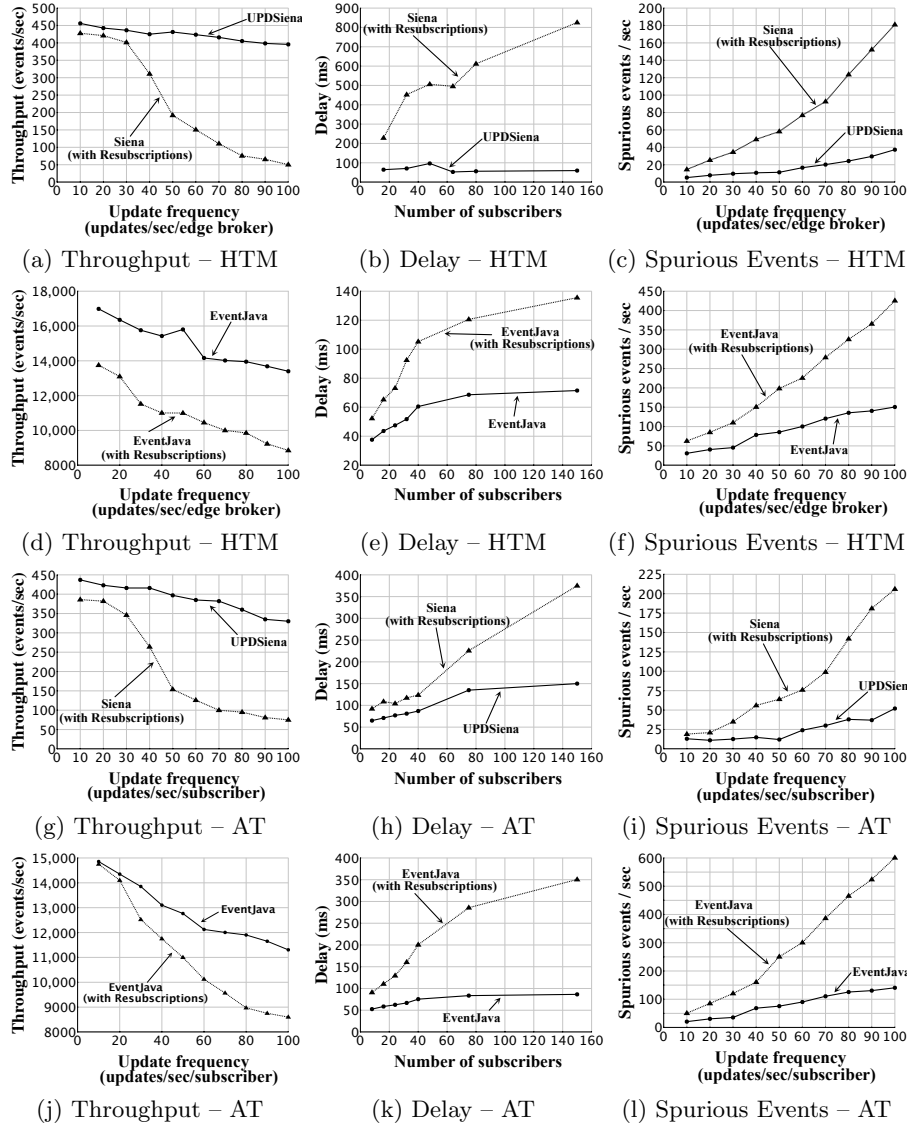 500
450
400
350
300
250
200
150
100
50
0
Throughput (events/sec)
UPDSiena
Siena
(with Resubscriptions)
0 10 20 30 40 50 60 70 80 90 100
Update frequency
(updates/sec/edge broker)
(a) Throughput – HTM
900
800
700
600
500
400
300
200
100
0
Delay (ms)
Siena
(with Resubscriptions)
UPDSiena
0 20 40 60 80 100 120 140 160
Number of subscribers
(b) Delay – HTM
200
180
160
140
120
100
80
60
40
20
0
Spurious events / sec
Siena
(with Resubscriptions)
UPDSiena
0 10 20 30 40 50 60 70 80 90 100
Update frequency
(updates/sec/edge broker)
(c) Spurious Events – HTM
18,000
16,000
14,000
12,000
10,000
8000
Throughput (events/sec)
EventJava
EventJava
(with Resubscriptions)
0 20 40 60 80 100
Update frequency
(updates/sec/edge broker)
(d) Throughput – HTM
140
120
100
80
60
40
20
Delay (ms)
EventJava
(with Resubscriptions)
EventJava
0 20 40 60 80 100 120 140 160
Number of subscribers
(e) Delay – HTM
450
400
350
300
250
200
150
100
50
0
Spurious events / sec
EventJava
(with Resubscriptions)
EventJava
0 10 20 30 40 50 60 70 80 90 100
Update frequency
(updates/sec/edge broker)
(f) Spurious Events – HTM
450
400
350
300
250
200
150
100
50
0
Throughput (events/sec)
UPDSiena
Siena
(with Resubscriptions)
0 10 20 30 40 50 60 70 80 90 100
Update frequency
(updates/sec/subscriber)
(g) Throughput – AT
400
350
300
250
200
150
100
50
0
Delay (ms)
Siena
(with Resubscriptions)
UPDSiena
0 20 40 60 80 100 120 140 160
Number of subscribers
(h) Delay – AT
225
200
175
150
125
100
75
50
25
0
Spurious events / sec
Siena
(with Resubscriptions)
UPDSiena
0 10 20 30 40 50 60 70 80 90 100
Update frequency
(updates/sec/subscriber)
(i) Spurious Events – AT
15,000
14,000
13,000
12,000
11,000
10,000
9000
8000
Throughput (events/sec)
EventJava
EventJava
(with Resubscriptions)
0 20 40 60 80 100
Update frequency
(updates/sec/subscriber)
(j) Throughput – AT
400
350
300
250
200
150
100
50
0
Delay (ms)
EventJava
(with Resubscriptions)
EventJava
0 20 40 60 80 100 120 140 160
Number of subscribers
(k) Delay – AT
600
500
400
300
200
100
0
Spurious events / sec
EventJava
(with Resubscriptions)
EventJava
0 10 20 30 40 50 60 70 80 90 100
Update frequency
(updates/sec/subscriber)
(l) Spurious Events – AT